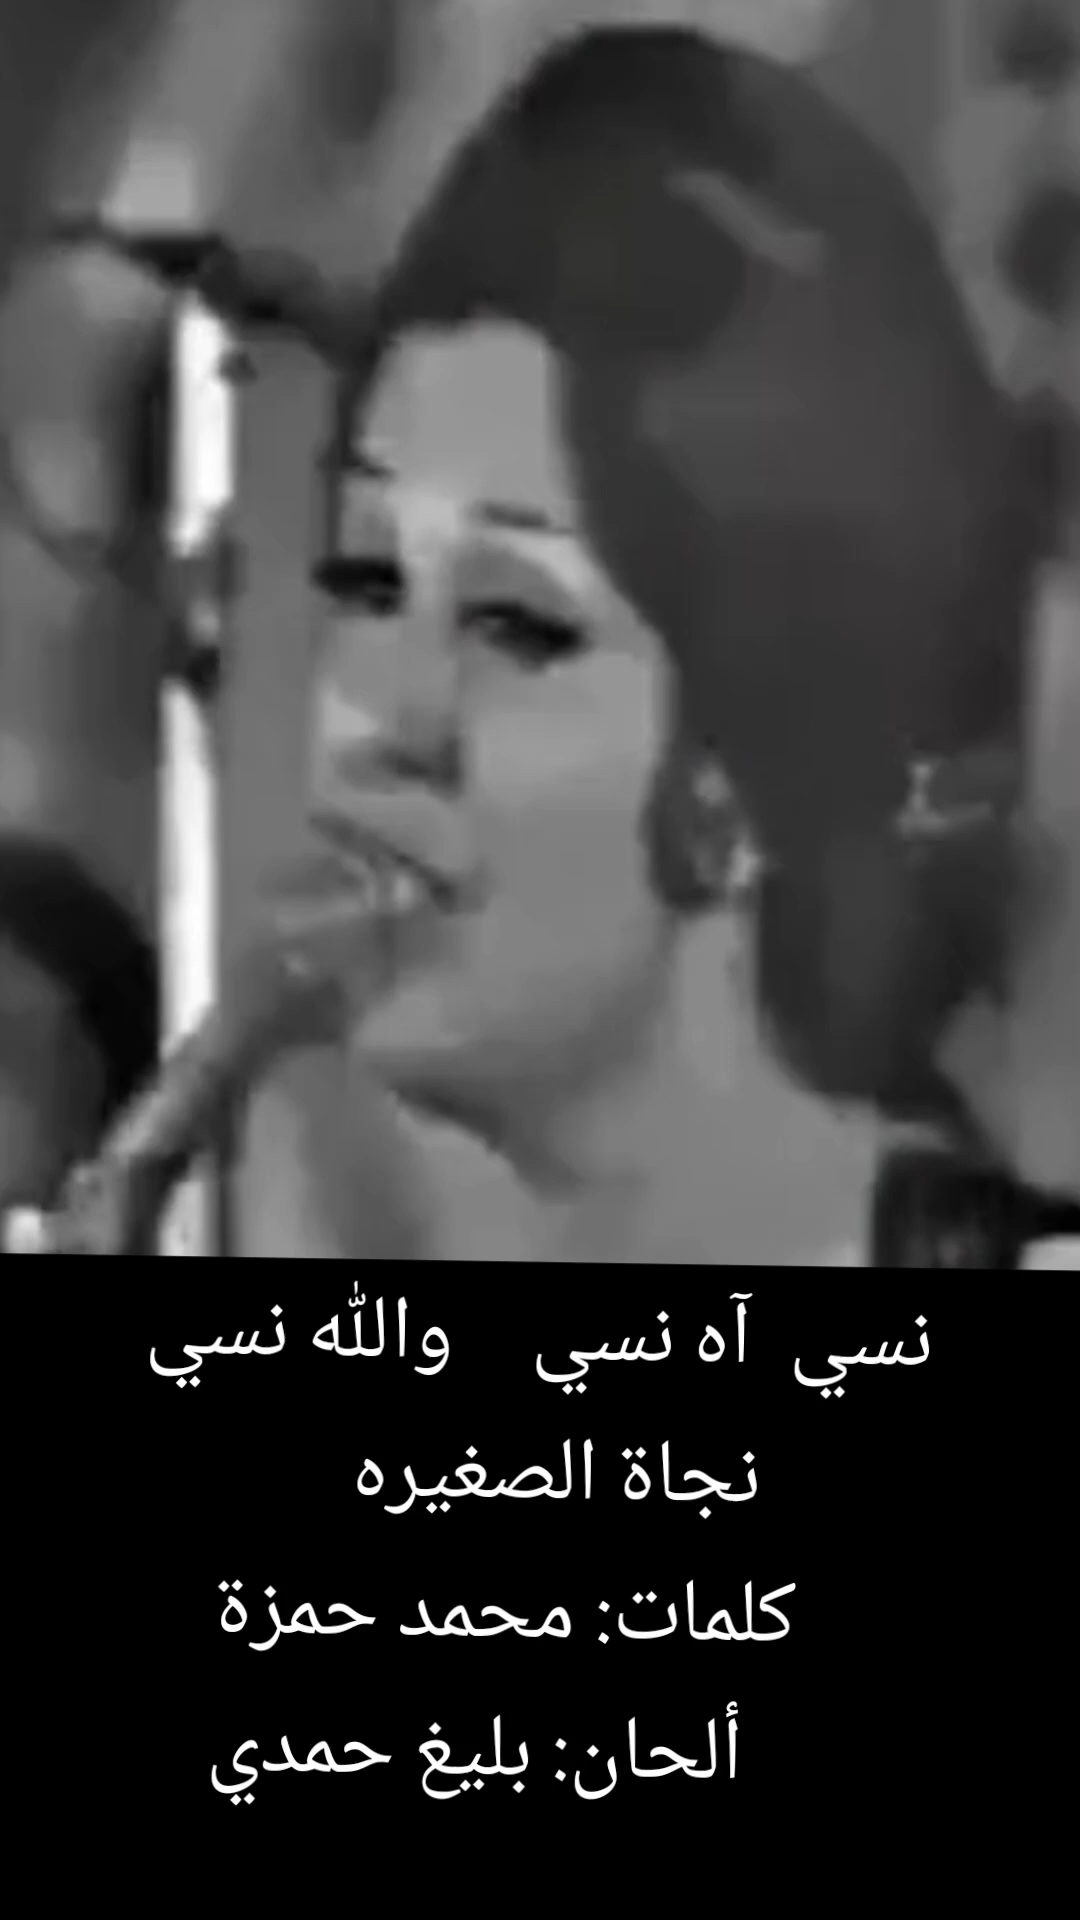 نسي آه نسي والله نسي
نجاة الصغيره
كلمات: محمد حمزة
ألحان: بليغ حمدي